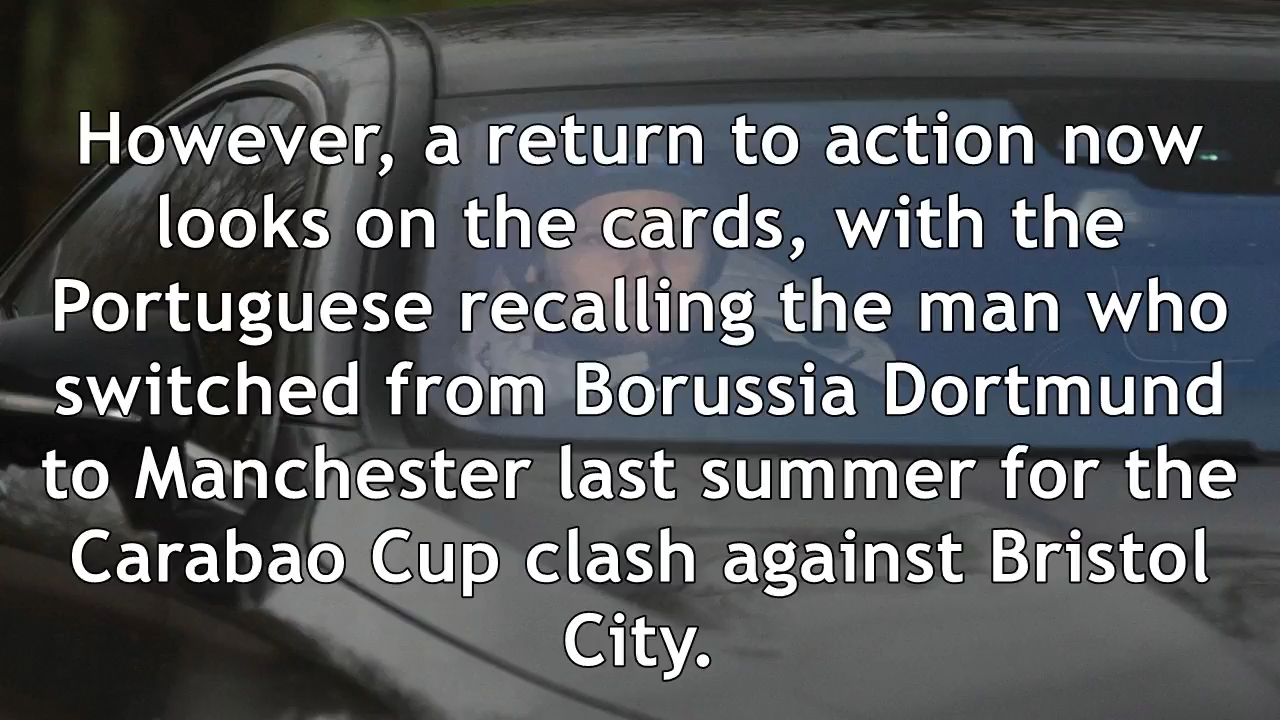 However, a return to action now
looks on the cards, with the
Portuguese recalling the man who
switched from Borussia Dortmund
to Manchester last summer for the
Carabao Cup clash against Bristol
City.